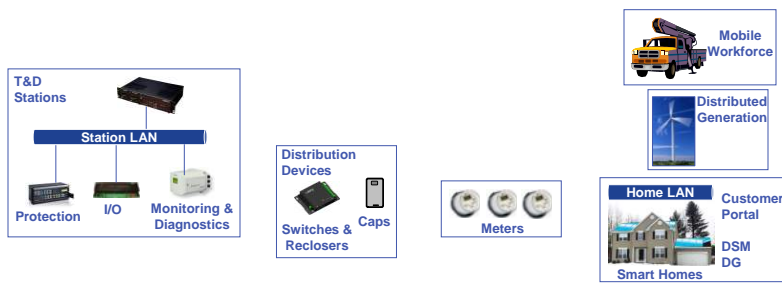 T&D
Stations
Station LAN
Protection
I/O
Monitoring &
Diagnostics
Distribution
Devices
Switches &
Reclosers
Caps
Meters
Mobile
Workforce
Distributed
Generation
Home LAN
Customer
Portal
DSM
DG
Smart Homes